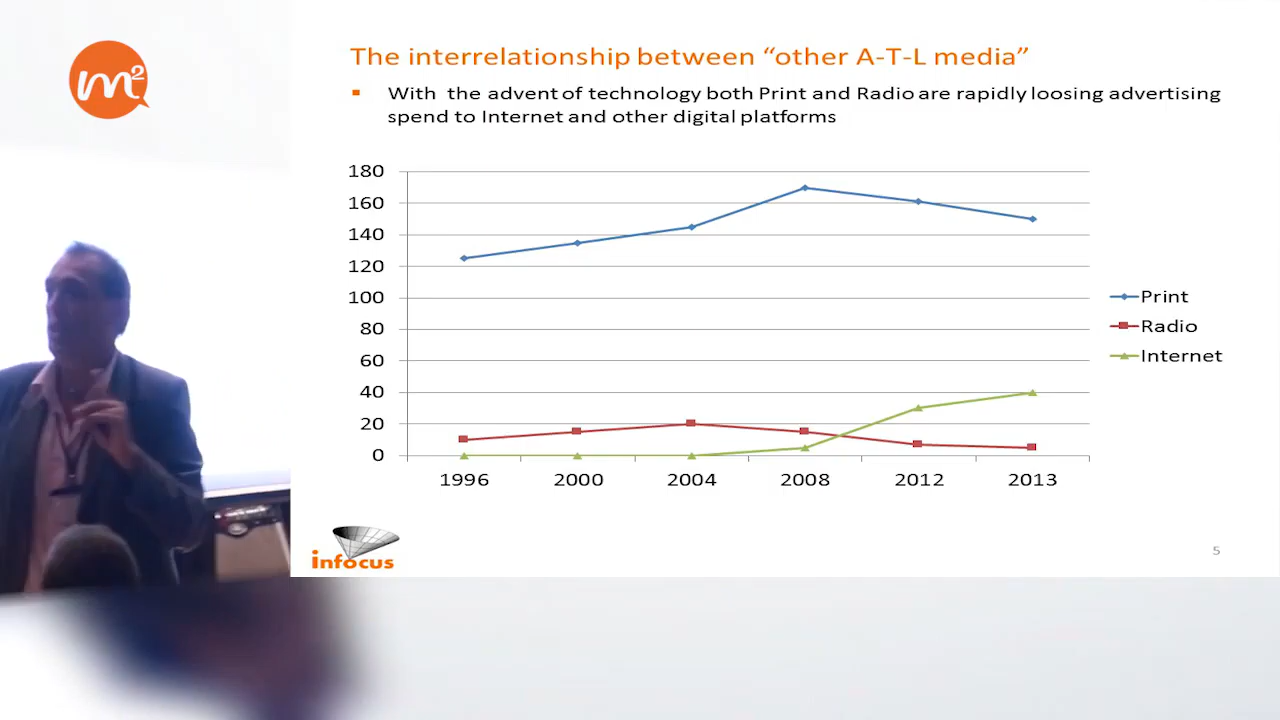 m²
The interrelationship between “other A-T-L media”
With the advent of technology both Print and Radio are rapidly loosing advertising
spend to Internet and other digital platforms
180
160
140
120
100
80
60
40
20
0
1996 2000 2004 2008 2012 2013
Print
Radio
Internet
infocus
5